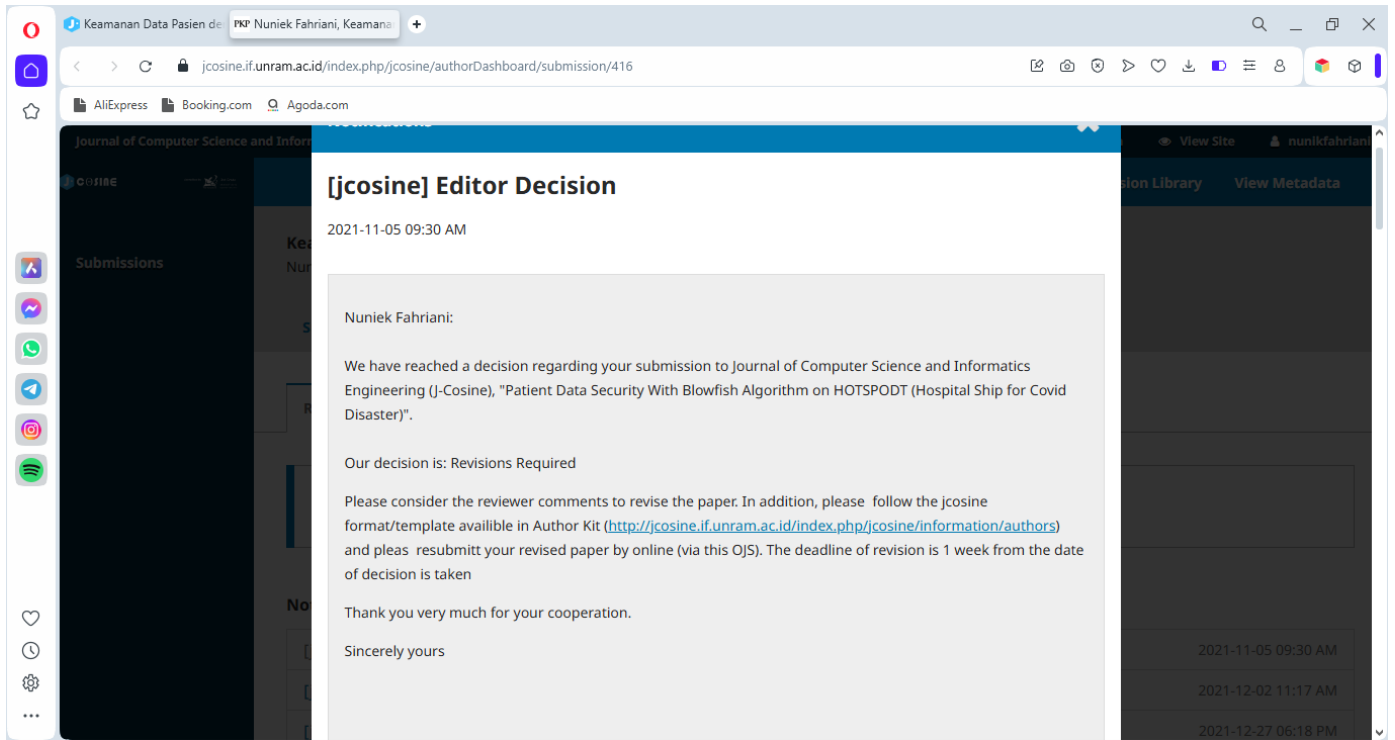 Keamanan Data Pasien de
PKP Nuniek Fahriani, Keamana
jcosine.if.unram.ac.id/index.php/jcosine/authorDashboard/submission/416
AliExpress Booking.com Agoda.com
Journal of Computer Science and Infor
View Site nunikfahriani
COSINE
Library View Metadata
Submissions
[jcosine] Editor Decision
2021-11-05 09:30 AM
Nuniek Fahriani:
We have reached a decision regarding your submission to Journal of Computer Science and Informatics
Engineering (J-Cosine), "Patient Data Security With Blowfish Algorithm on HOTSPODT (Hospital Ship for Covid
Disaster)".
Our decision is: Revisions Required
Please consider the reviewer comments to revise the paper. In addition, please  follow the jcosine
format/template availible in Author Kit (http://jcosine.if.unram.ac.id/index.php/jcosine/information/authors)
and pleas  resubmitt your revised paper by online (via this OJS). The deadline of revision is 1 week from the date
of decision is taken
Thank you very much for your cooperation.
Sincerely yours
2021-11-05 09:30 AM
2021-12-02 11:17 AM
2021-12-27 06:18 PM